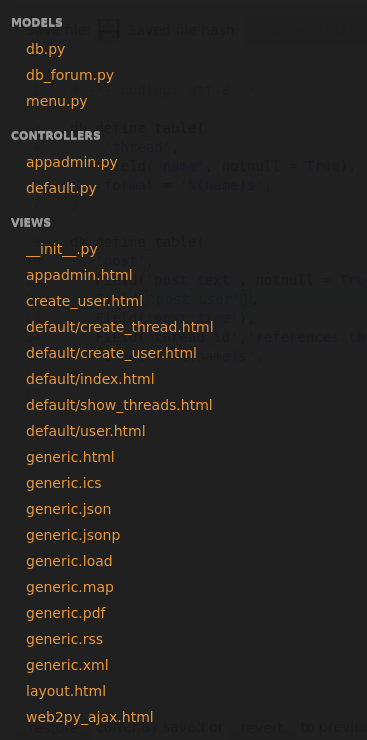 MODELS
db.py
db_forum.py
menu.py
CONTROLLERS
appadmin.py
default.py
VIEWS
__init__.py
appadmin.html
create_user.html
default/create_thread.html
default/create_user.html
default/index.html
default/show_threads.html
default/user.html
generic.html
generic.ics
generic.json
generic.jsonp
generic.load
generic.map
generic.pdf
generic.rss
generic.xml
layout.html
web2py_ajax.html